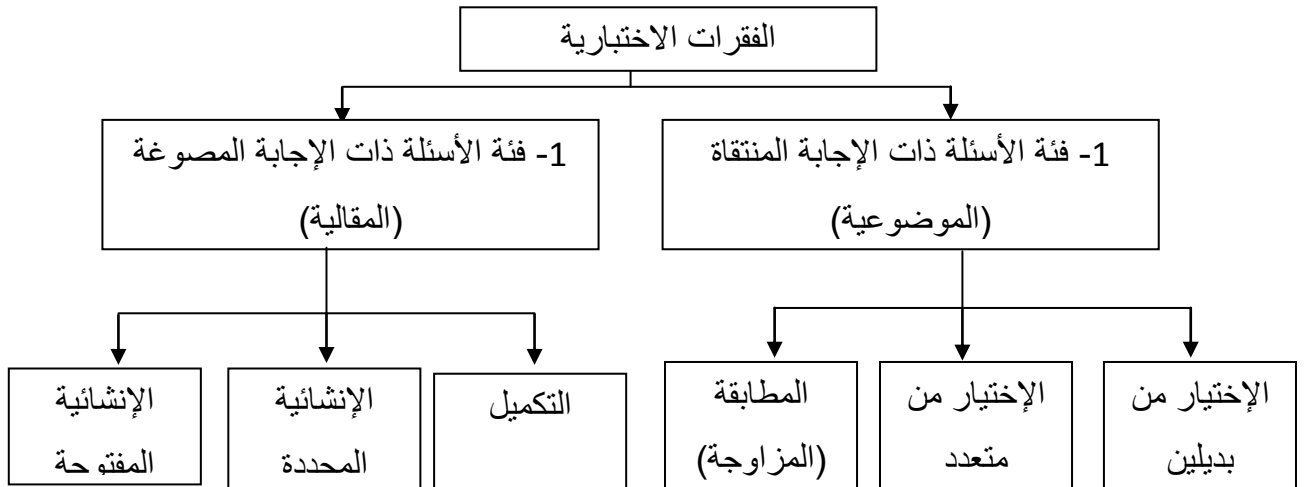 الفقرات الاختبارية
1- فئة الأسئلة ذات الإجابة المنتقاة
(الموضوعية)
1- فئة الأسئلة ذات الإجابة المصوغة
(المقالية)
الإختيار من
بديلين
الإختيار من
متعدد
المطابقة
(المزاوجة)
التكميل
الإنشائية
المحددة
الإنشائية
المفتوحة